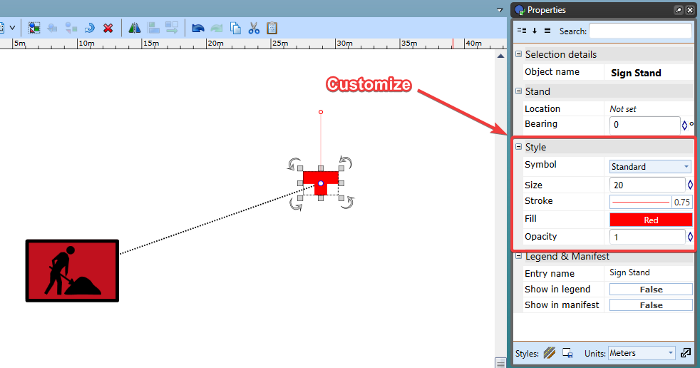 Properties
Search:
5m
10m
15m
20m
25m
30m
35m
40m
Customize
Selection details
Object name Sign Stand
Stand
Location Not set
Bearing 0
Style
Symbol Standard
Size 20
Stroke 0.75
Fill Red
Opacity 1
Legend & Manifest
Entry name Sign Stand
Show in legend False
Show in manifest False
Styles: Units: Meters